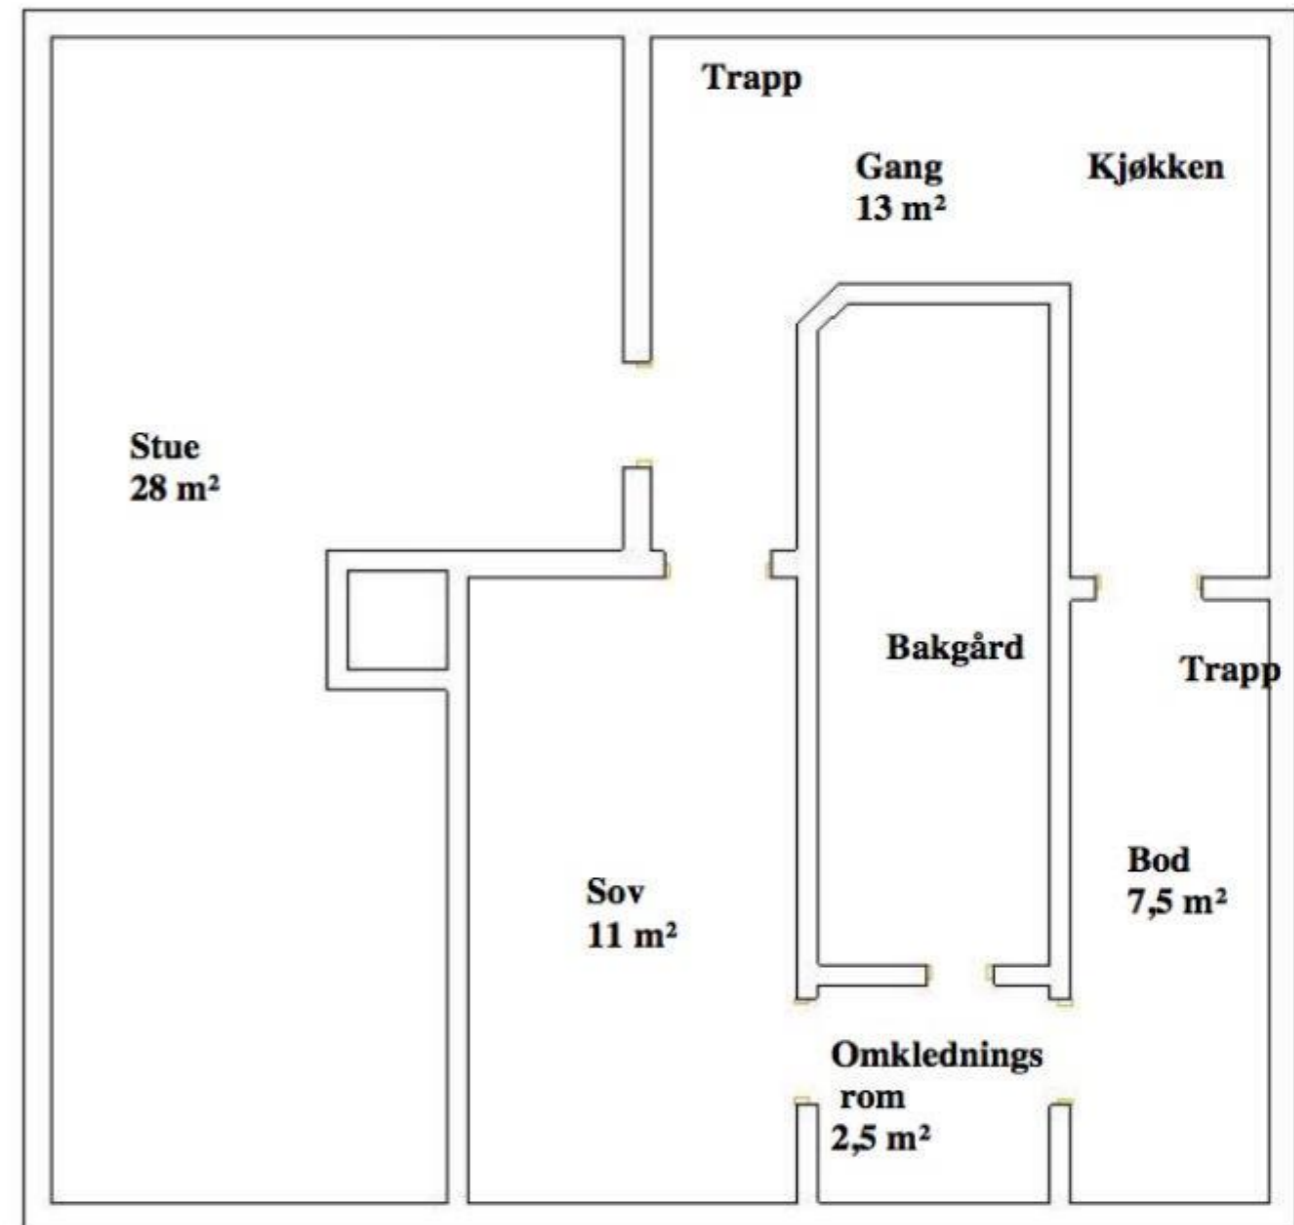 Trapp
Gang
13 m²
Kjøkken
Stue
28 m²
Bakgård
Trapp
Bod
7,5 m²
Sov
11 m²
Omklednings
rom
2,5 m²